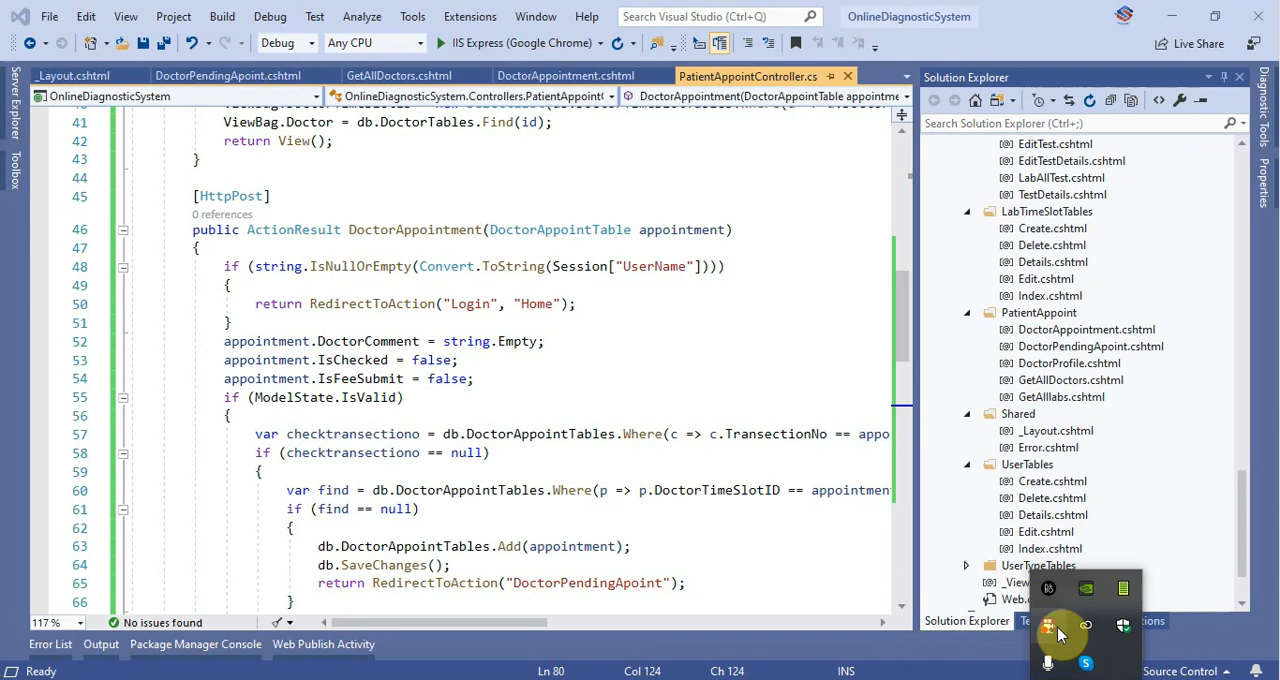 File Edit View Project Build Debug Test Analyze Tools Extensions Window Help Search Visual Studio (Ctrl+Q) OnlineDiagnosticSystem
Debug Any CPU IIS Express (Google Chrome) Live Share
_Layout.cshtml DoctorPendingApoint.cshtml GetAllDoctors.cshtml DoctorAppointment.cshtml PatientAppointController.cs
OnlineDiagnosticSystem OnlineDiagnosticSystem.Controllers.PatientAppoint DoctorAppointment(DoctorAppointTable appointme
41 ViewBag.Doctor = db.DoctorTables.Find(id);
42 return View();
43 }
44
45 [HttpPost]
0 references
46 public ActionResult DoctorAppointment(DoctorAppointTable appointment)
47 {
48 if (string.IsNullOrEmpty(Convert.ToString(Session["UserName"])))
49 {
50 return RedirectToAction("Login", "Home");
51 }
52 appointment.DoctorComment = string.Empty;
53 appointment.IsChecked = false;
54 appointment.IsFeeSubmit = false;
55 if (ModelState.IsValid)
56 {
57 var checktransectiono = db.DoctorAppointTables.Where(c => c.TransectionNo == appo
58 if (checktransectiono == null)
59 {
60 var find = db.DoctorAppointTables.Where(p => p.DoctorTimeSlotID == appointment
61 if (find == null)
62 {
63 db.DoctorAppointTables.Add(appointment);
64 db.SaveChanges();
65 return RedirectToAction("DoctorPendingApoint");
66 }
117 % No issues found
Error List Output Package Manager Console Web Publish Activity
Ready Ln 80 Col 124 Ch 124 INS Source Control
Server Explorer
Toolbox
Solution Explorer
Search Solution Explorer (Ctrl+;)
EditTest.cshtml
EditTestDetails.cshtml
LabAllTest.cshtml
TestDetails.cshtml
LabTimeSlotTables
Create.cshtml
Delete.cshtml
Details.cshtml
Edit.cshtml
Index.cshtml
PatientAppoint
DoctorAppointment.cshtml
DoctorPendingApoint.cshtml
DoctorProfile.cshtml
GetAllDoctors.cshtml
GetAlllabs.cshtml
Shared
_Layout.cshtml
Error.cshtml
UserTables
Create.cshtml
Delete.cshtml
Details.cshtml
Edit.cshtml
Index.cshtml
UserTypeTables
Web.
Solution Explorer
Diagnostic Tools
Properties